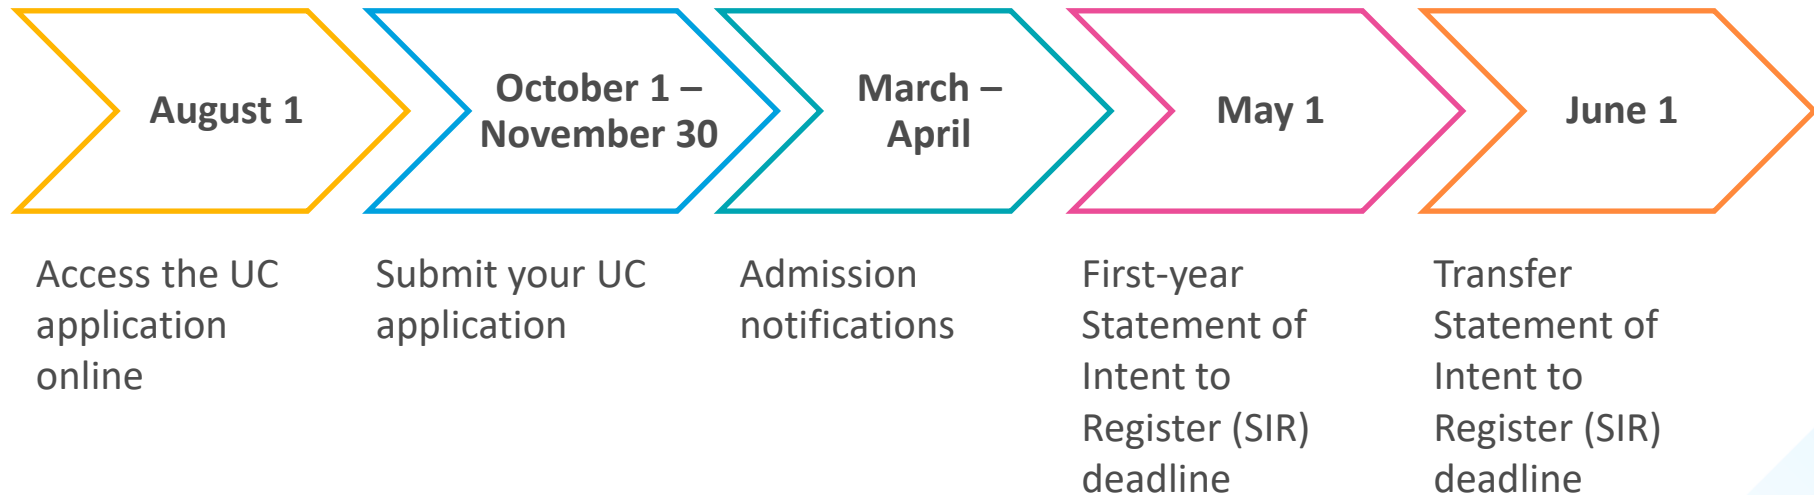 August 1
October 1 –
November 30
March –
April
May 1
June 1
Access the UC
application
online
Submit your UC
application
Admission
notifications
First-year
Statement of
Intent to
Register (SIR)
deadline
Transfer
Statement of
Intent to
Register (SIR)
deadline